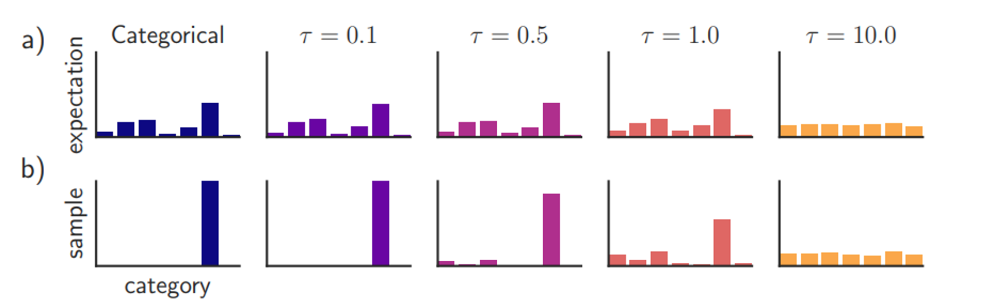 a)
expectation
Categorical
τ = 0.1
τ = 0.5
τ = 1.0
τ = 10.0
b)
sample
category